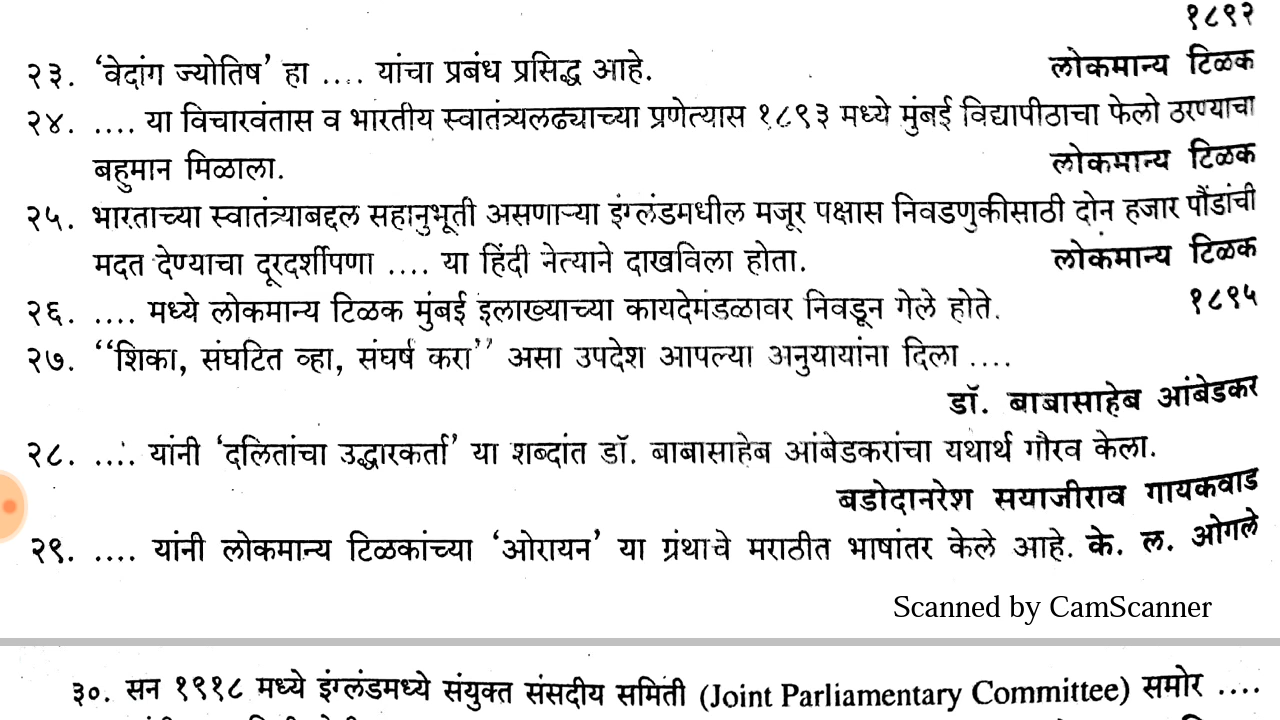 १८९२
२३. ‘वेदांग ज्योतिष’ हा .... यांचा प्रबंध प्रसिद्ध आहे. लोकमान्य टिळक
२४. .... या विचारवंतास व भारतीय स्वातंत्र्यलढ्याच्या प्रणेत्यास १८९३ मध्ये मुंबई विद्यापीठाचा फेलो ठरण्याचा
बहुमान मिळाला. लोकमान्य टिळक
२५. भारताच्या स्वातंत्र्याबद्दल सहानुभूती असणाऱ्या इंग्लंडमधील मजूर पक्षास निवडणुकीसाठी दोन हजार पौंडांची
मदत देण्याचा दूरदर्शीपणा .... या हिंदी नेत्याने दाखविला होता. लोकमान्य टिळक
२६. .... मध्ये लोकमान्य टिळक मुंबई इलाख्याच्या कायदेमंडळावर निवडून गेले होते. १८९५
२७. “शिका, संघटित व्हा, संघर्ष करा” असा उपदेश आपल्या अनुयायांना दिला ....
डॉ. बाबासाहेब आंबेडकर
२८. .... यांनी ‘दलितांचा उद्धारकर्ता’ या शब्दांत डॉ. बाबासाहेब आंबेडकरांचा यथार्थ गौरव केला.
बडोदानरेश सयाजीराव गायकवाड
२९. .... यांनी लोकमान्य टिळकांच्या ‘ओरायन’ या ग्रंथाचे मराठीत भाषांतर केले आहे. के. ल. ओगले
Scanned by CamScanner
३०. सन १९१८ मध्ये इंग्लंडमध्ये संयुक्त संसदीय समिती (Joint Parliamentary Committee) समोर ....